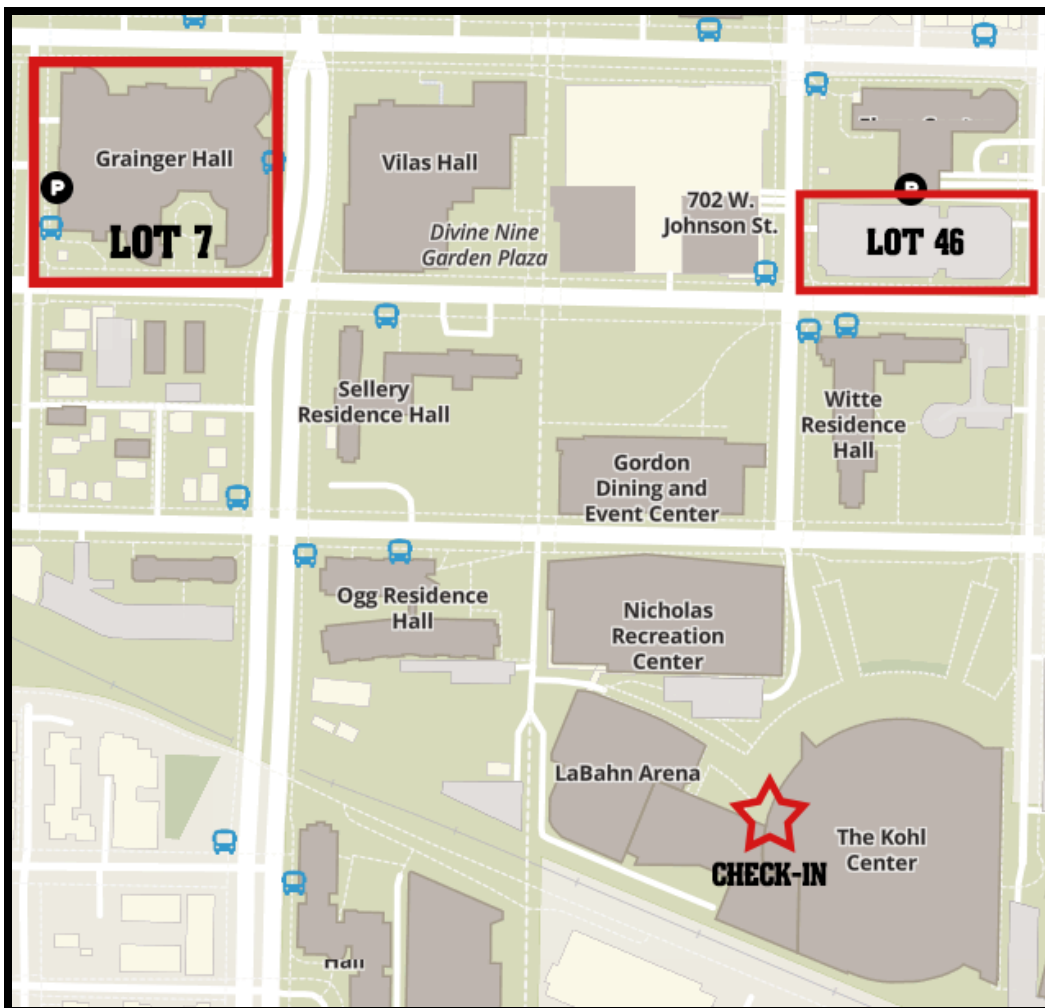 Grainger Hall
P
LOT 7
Vilas Hall
Divine Nine
Garden Plaza
702 W.
Johnson St.
P
LOT 46
Sellery
Residence Hall
Witte
Residence
Hall
Gordon
Dining and
Event Center
Ogg Residence
Hall
Nicholas
Recreation
Center
LaBahn Arena
The Kohl
Center
CHECK-IN
Hall